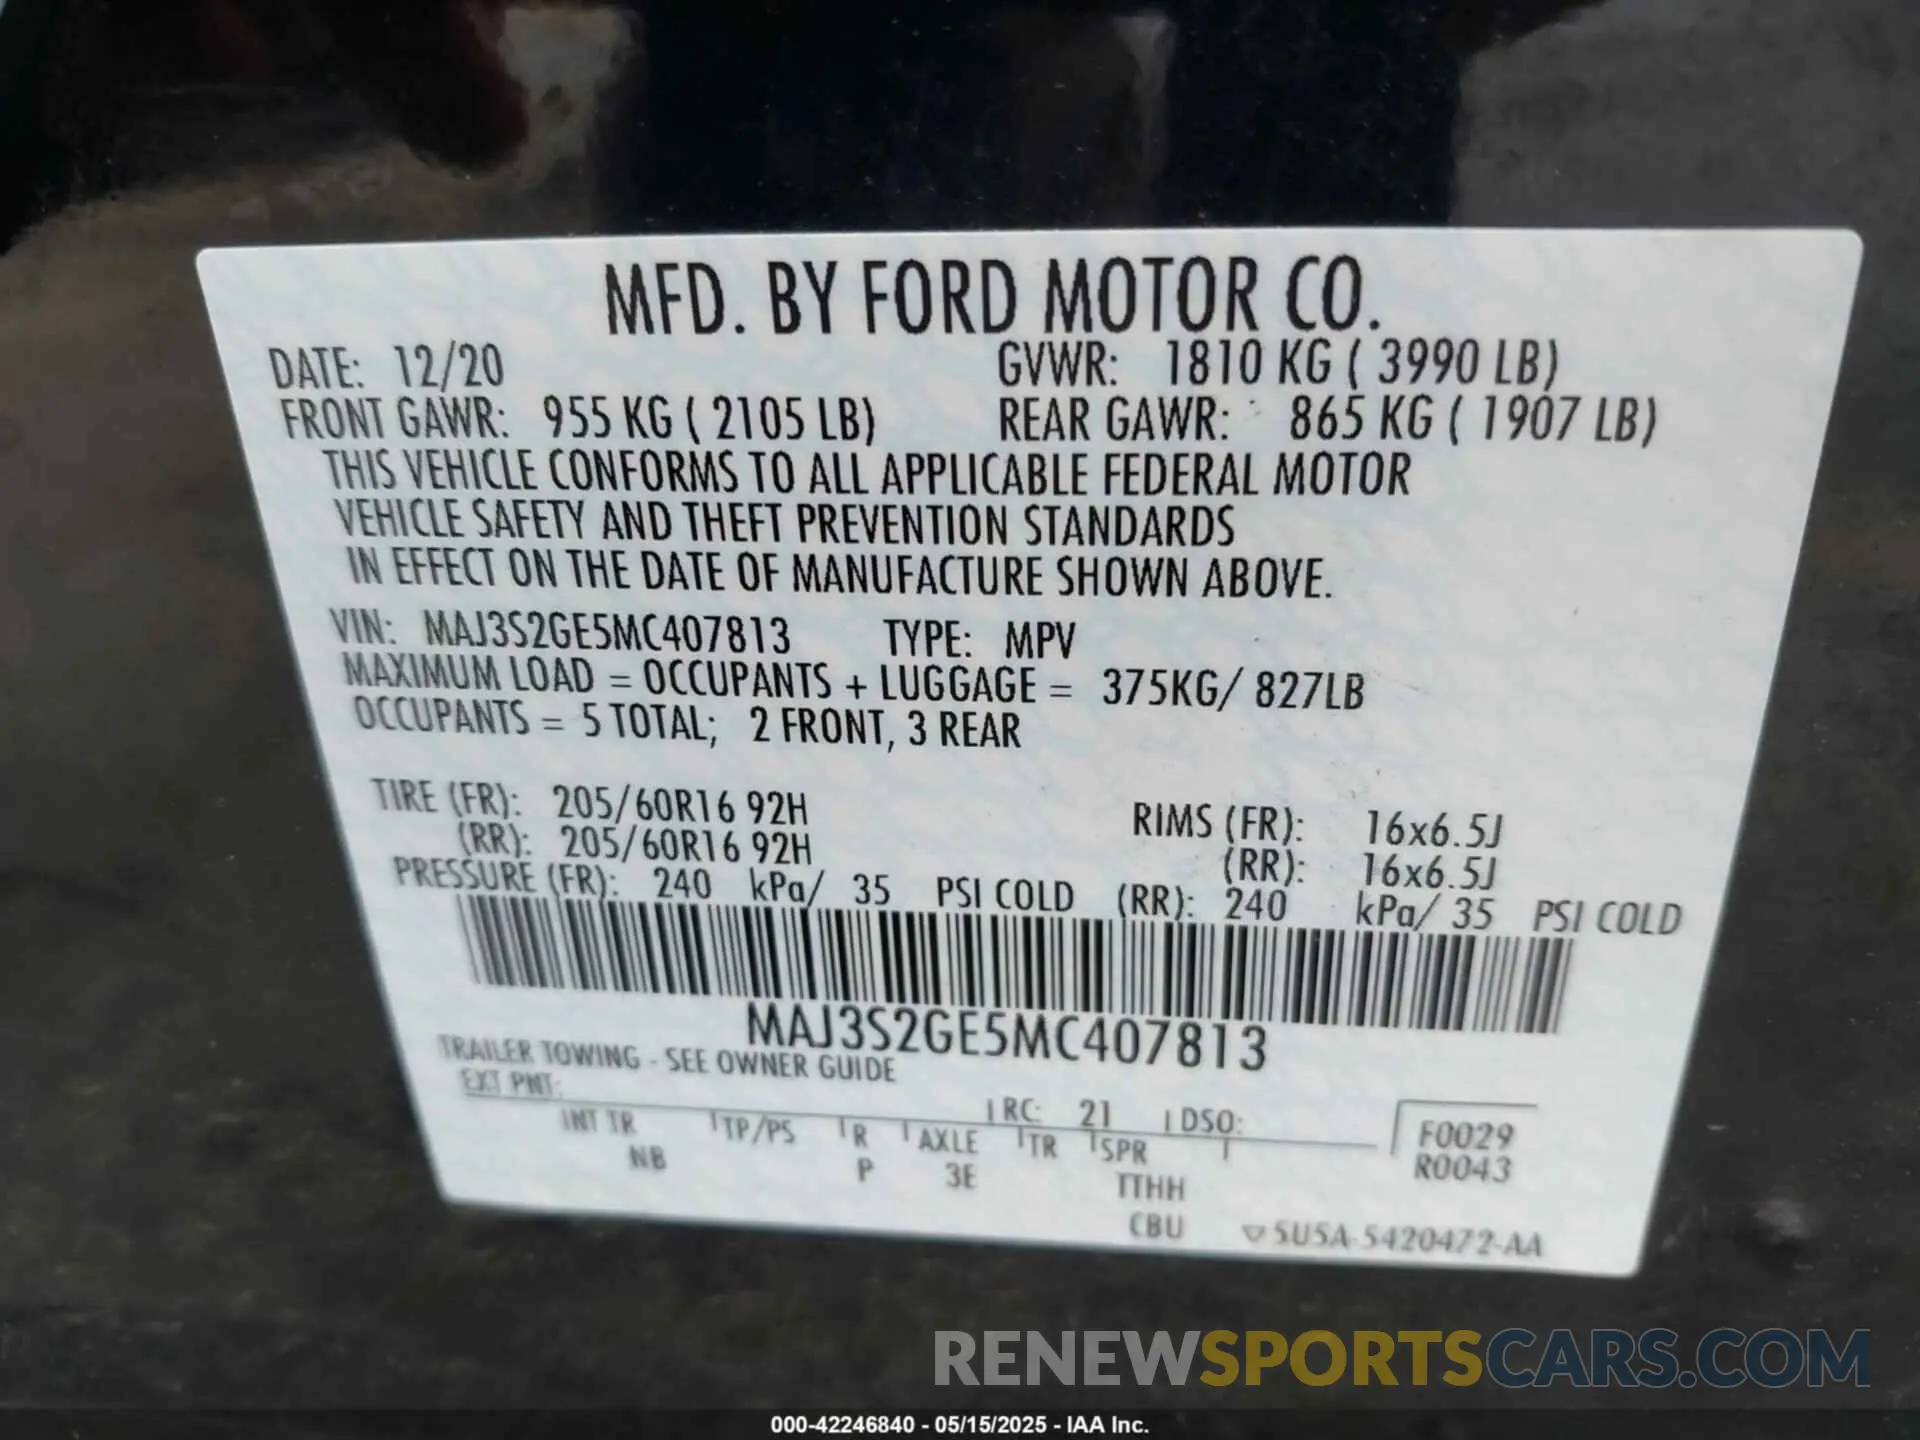 MFD. BY FORD MOTOR CO.
DATE: 12/20 GVWR: 1810 KG ( 3990 LB)
FRONT GAWR: 955 KG ( 2105 LB) REAR GAWR: 865 KG ( 1907 LB)
THIS VEHICLE CONFORMS TO ALL APPLICABLE FEDERAL MOTOR
VEHICLE SAFETY AND THEFT PREVENTION STANDARDS
IN EFFECT ON THE DATE OF MANUFACTURE SHOWN ABOVE.
VIN: MAJ3S2GE5MC407813 TYPE: MPV
MAXIMUM LOAD = OCCUPANTS + LUGGAGE = 375KG/ 827LB
OCCUPANTS = 5 TOTAL; 2 FRONT, 3 REAR
TIRE (FR): 205/60R16 92H RIMS (FR): 16x6.5J
(RR): 205/60R16 92H (RR): 16x6.5J
PRESSURE (FR): 240 kPa/ 35 PSI COLD (RR): 240 kPa/ 35 PSI COLD
MAJ3S2GE5MC407813
TRAILER TOWING - SEE OWNER GUIDE
EXT PNT: RC: 21 DSO: F0029
INT TR TP/PS R AXLE TR SPR R0043
NB P 3E TTHH
CBU 5U5A-5420472-AA
RENEWSPORTSCARS.COM
000-42246840 - 05/15/2025 - IAA Inc.